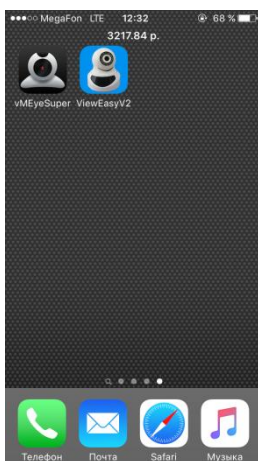 MegaFon LTE 12:32 68 %
3217.84 р.
vMEyeSuper ViewEasyV2
Телефон Почта Safari Музыка